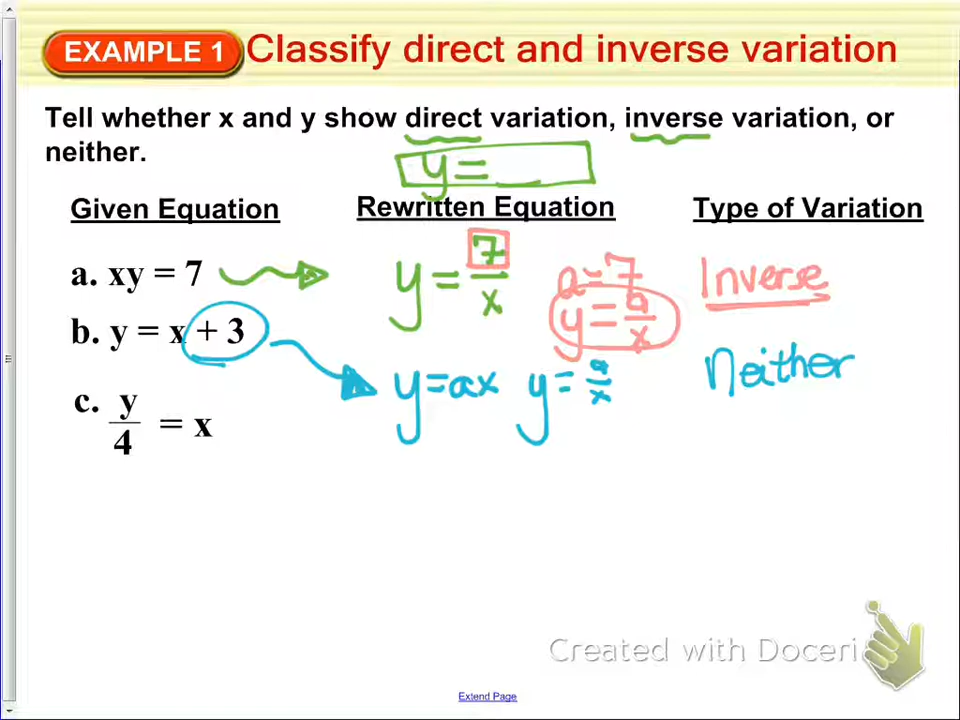 EXAMPLE 1 Classify direct and inverse variation
Tell whether x and y show direct variation, inverse variation, or
neither.
y = __
Given Equation Rewritten Equation Type of Variation
a. xy = 7 y = 7/x a = 7 Inverse
y = a/x
b. y = x + 3 y = ax y = a/x Neither
c. y/4 = x
Created with Doceri
Extend Page